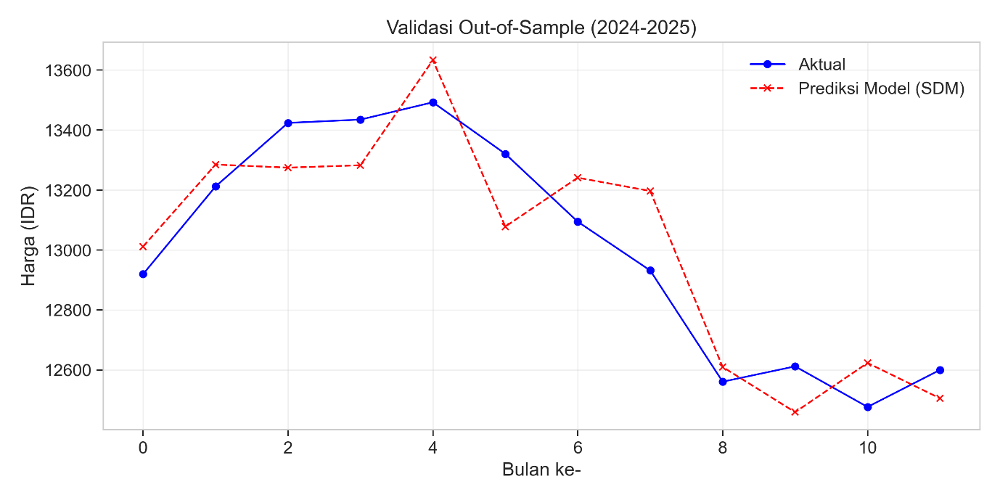 Validasi Out-of-Sample (2024-2025)
Aktual
Prediksi Model (SDM)
Harga (IDR)
13600
13400
13200
13000
12800
12600
0 2 4 6 8 10
Bulan ke-